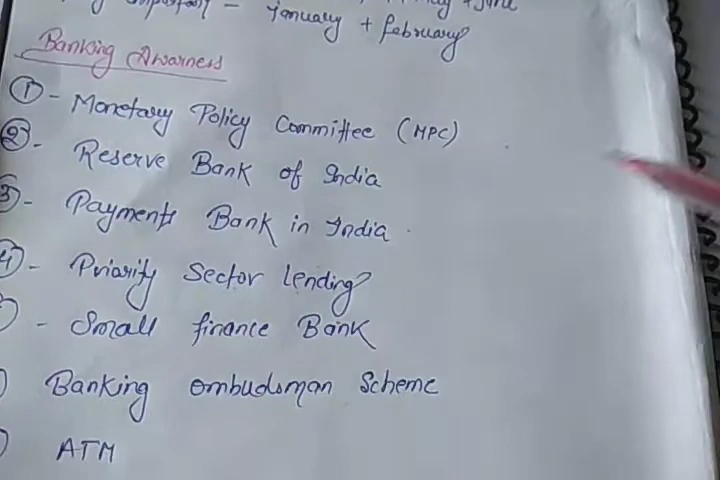 January + february
Banking Awarness
① - Monetary Policy Committee (MPC)
② - Reserve Bank of India
③ - Payments Bank in India
④ - Priority Sector lending
- Small finance Bank
Banking ombudsman Scheme
ATM